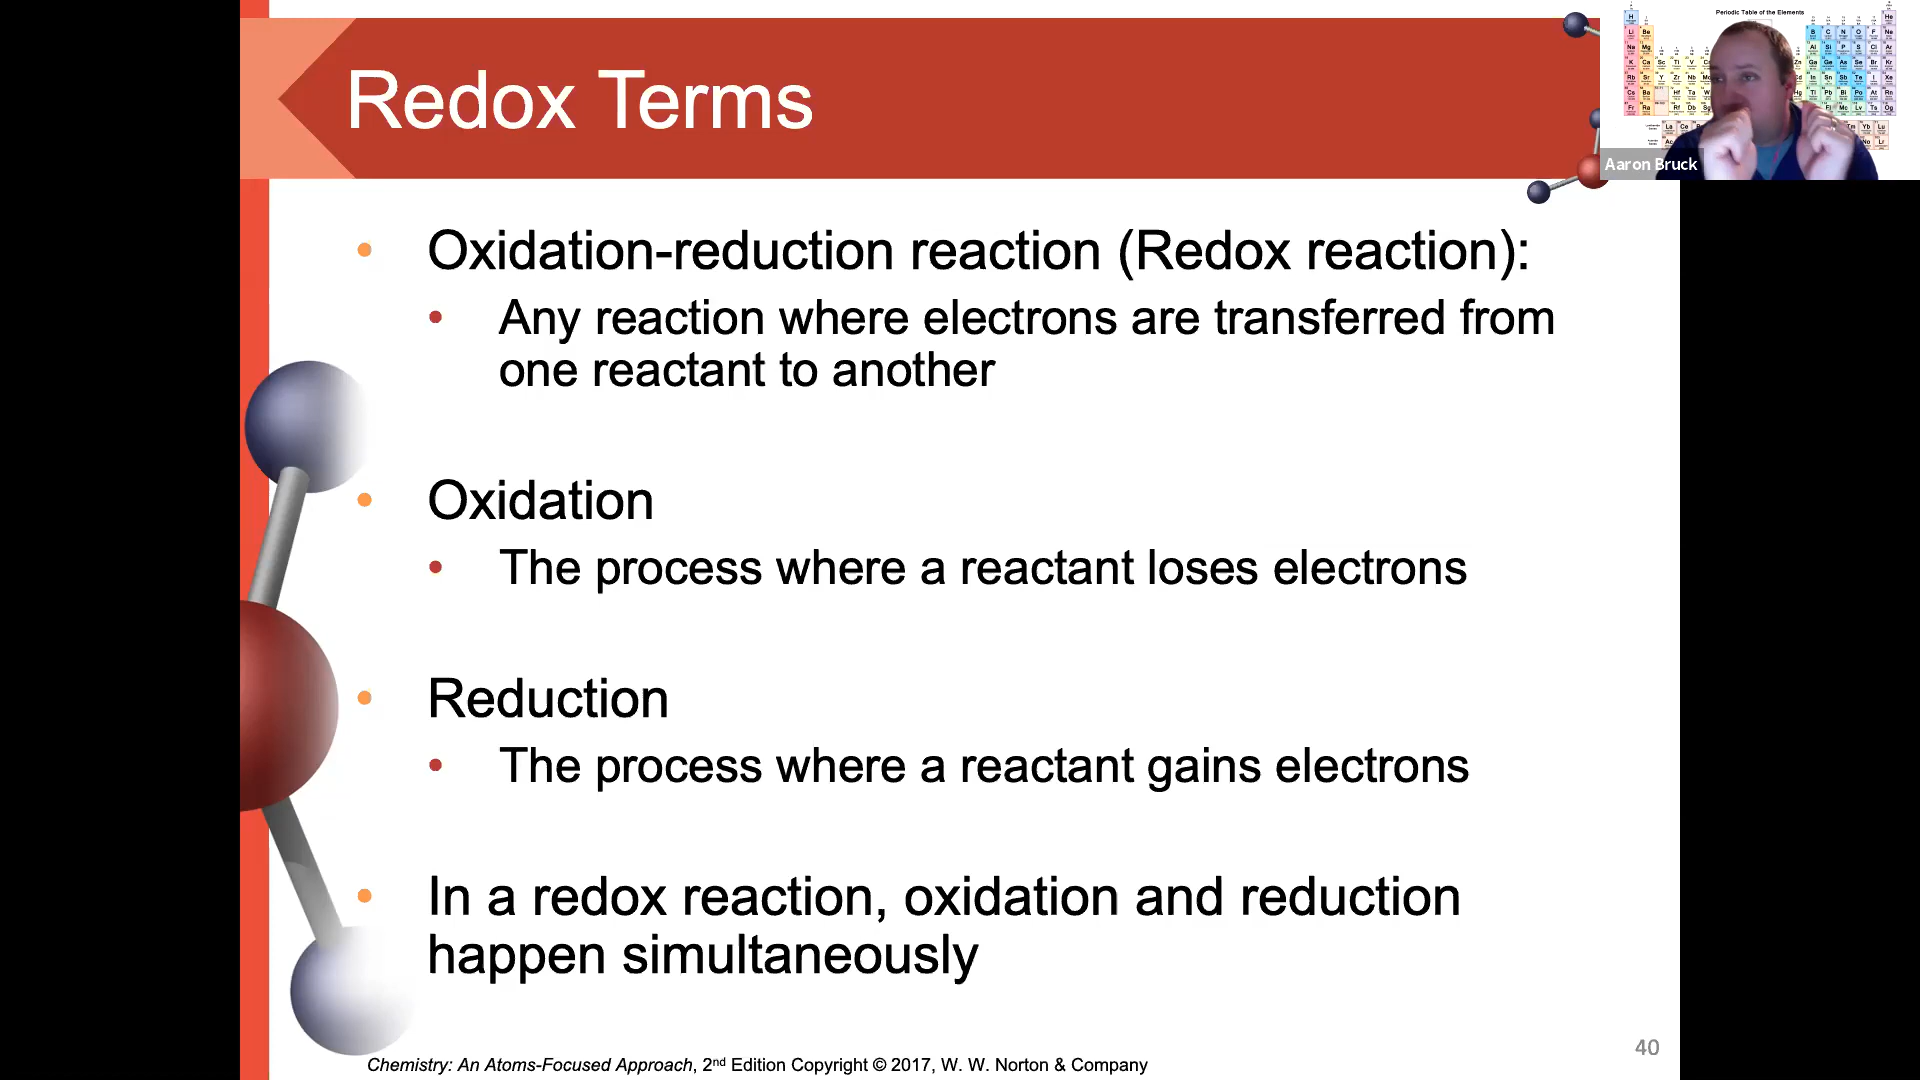 Redox Terms
Periodic Table of the Elements
Aaron Bruck
• Oxidation-reduction reaction (Redox reaction):
• Any reaction where electrons are transferred from
one reactant to another
• Oxidation
• The process where a reactant loses electrons
• Reduction
• The process where a reactant gains electrons
• In a redox reaction, oxidation and reduction
happen simultaneously
Chemistry: An Atoms-Focused Approach, 2nd Edition Copyright © 2017, W. W. Norton & Company
40